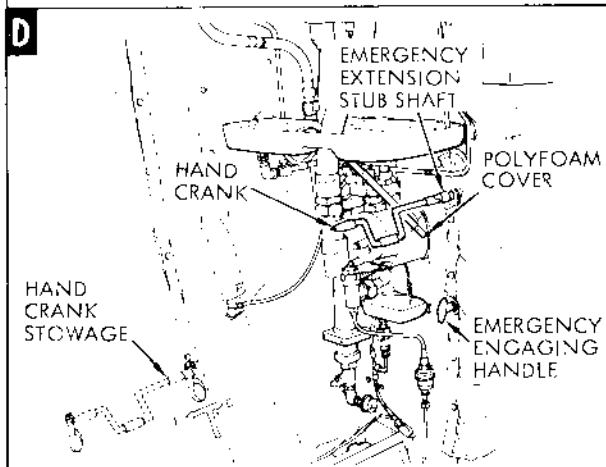 D
EMERGENCY
EXTENSION
STUB SHAFT
HAND
CRANK
POLYFOAM
COVER
HAND
CRANK
STOWAGE
EMERGENCY
ENGAGING
HANDLE